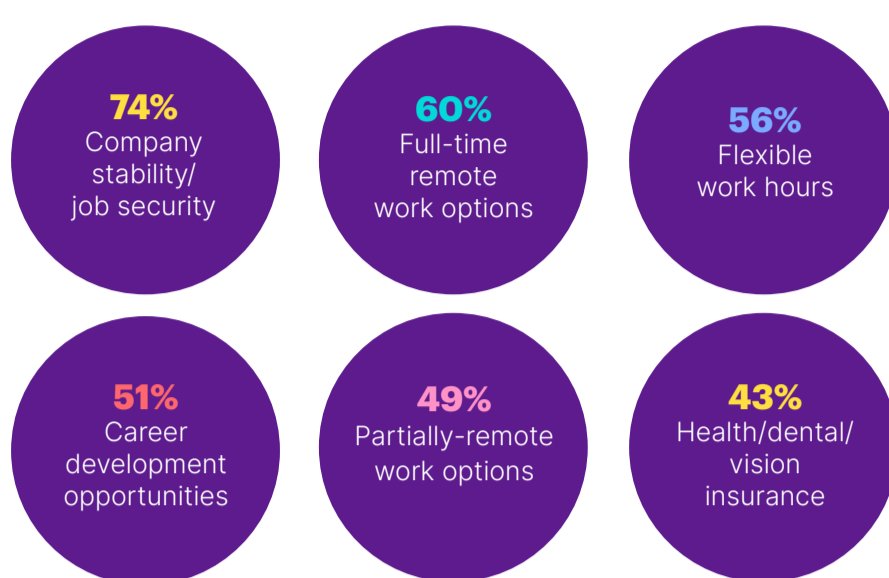 74%
Company
stability/
job security
60%
Full-time
remote
work options
56%
Flexible
work hours
51%
Career
development
opportunities
49%
Partially-remote
work options
43%
Health/dental/
vision
insurance